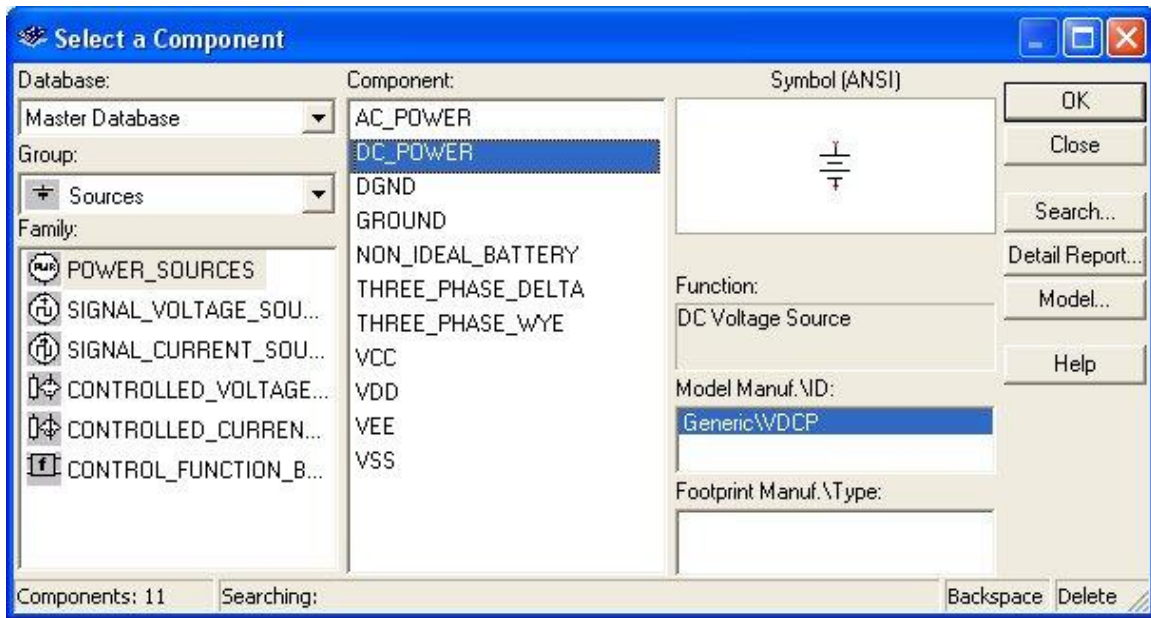 Select a Component
Database:
Master Database
Group:
Sources
Family:
POWER_SOURCES
SIGNAL_VOLTAGE_SOU...
SIGNAL_CURRENT_SOU...
CONTROLLED_VOLTAGE...
CONTROLLED_CURREN...
CONTROL_FUNCTION_B...
Component:
AC_POWER
DC_POWER
DGND
GROUND
NON_IDEAL_BATTERY
THREE_PHASE_DELTA
THREE_PHASE_WYE
VCC
VDD
VEE
VSS
Symbol (ANSI)
Function:
DC Voltage Source
Model Manuf.\ID:
Generic\VDCP
Footprint Manuf.\Type:
OK
Close
Search...
Detail Report...
Model...
Help
Components: 11
Searching:
Backspace
Delete